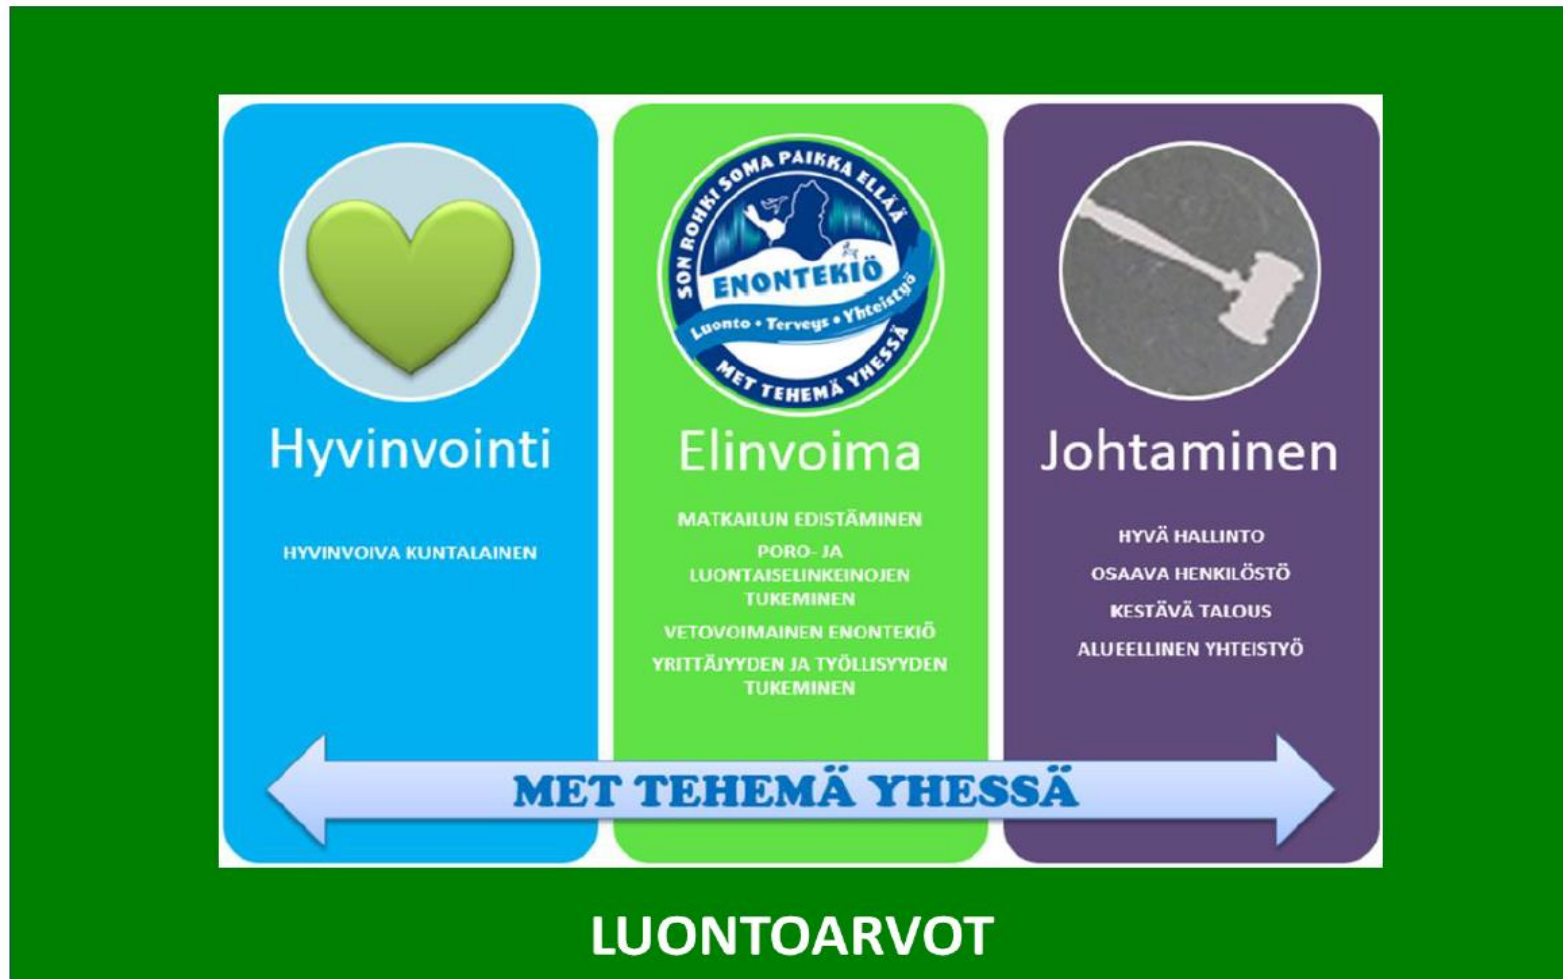 SON ROHKI SOMA PAIKKA ELLÄÄ
ENONTEKIÖ
Luonto • Terveys • Yhteistyö
MET TEHEMÄ YHESSÄ
Hyvinvointi
HYVINVOIVA KUNTALAINEN
Elinvoima
MATKAILUN EDISTÄMINEN
PORO- JA
LUONTAISELINKEINOJEN
TUKEMINEN
VETOVOIMAINEN ENONTEKIÖ
YRITTÄJYYDEN JA TYÖLLISYYDEN
TUKEMINEN
Johtaminen
HYVÄ HALLINTO
OSAAVA HENKILÖSTÖ
KESTÄVÄ TALOUS
ALUEELLINEN YHTEISTYÖ
MET TEHEMÄ YHESSÄ
LUONTOARVOT